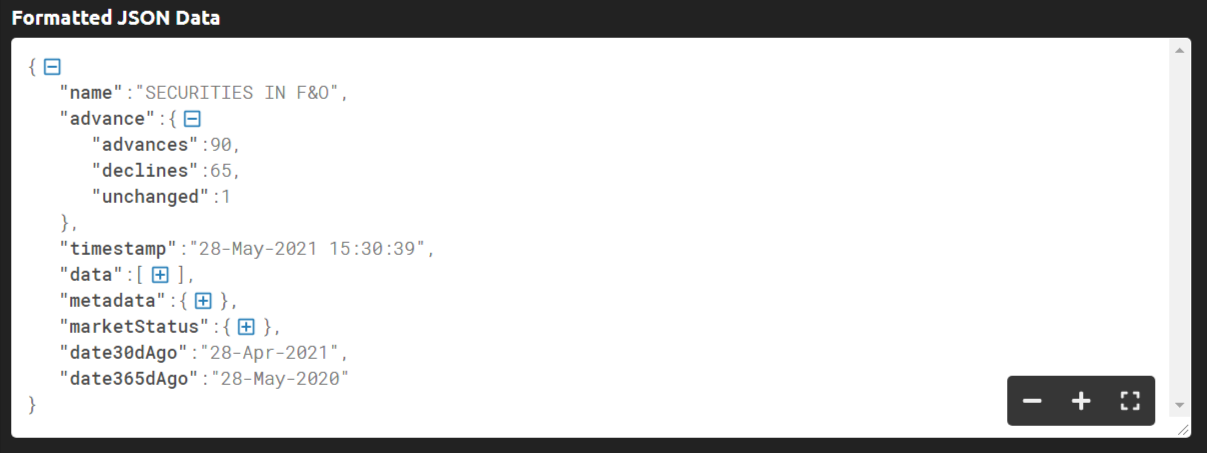 Formatted JSON Data
{
"name":"SECURITIES IN F&O",
"advance":{
"advances":90,
"declines":65,
"unchanged":1
},
"timestamp":"28-May-2021 15:30:39",
"data":[ ],
"metadata":{ },
"marketStatus":{ },
"date30dAgo":"28-Apr-2021",
"date365dAgo":"28-May-2020"
}